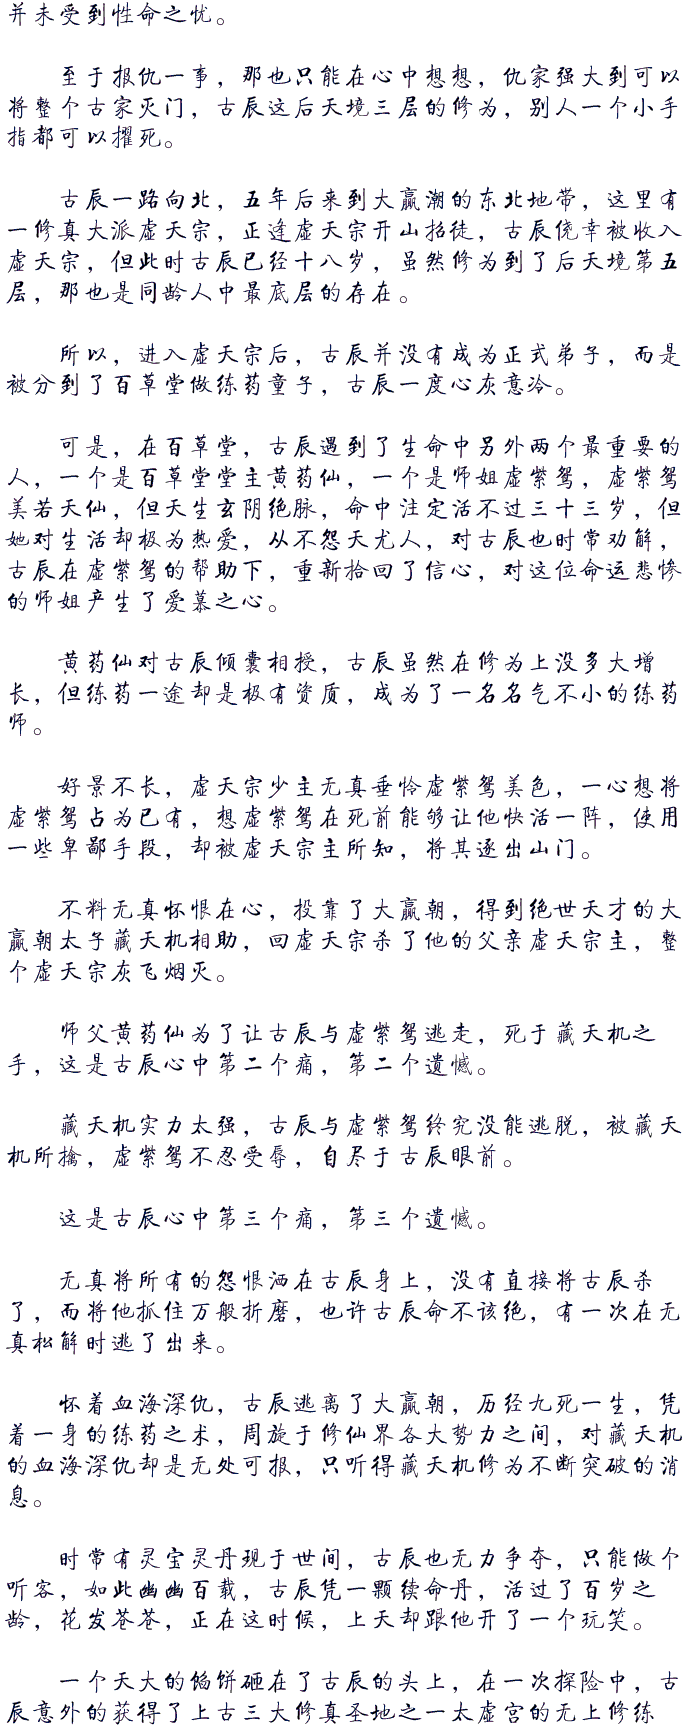 并未受到性命之忧。
至于报仇一事，那也只能在心中想想，仇家强大到可以
将整个古家灭门，古辰这后天境三层的修为，别人一个小手
指都可以擢死。
古辰一路向北，五年后来到大赢潮的东北地带，这里有
一修真大派虚天宗，正逢虚天宗开山招徒，古辰侥幸被收入
虚天宗，但此时古辰已经十八岁，虽然修为到了后天境第五
层，那也是同龄人中最底层的存在。
所以，进入虚天宗后，古辰并没有成为正式弟子，而是
被分到了百草堂做练药童子，古辰一度心灰意冷。
可是，在百草堂，古辰遇到了生命中另外两个最重要的
人，一个是百草堂堂主黄药仙，一个是师姐虚紫鸳，虚紫鸳
美若天仙，但天生玄阴绝脉，命中注定活不过三十三岁，但
她对生活却极为热爱，从不怨天尤人，对古辰也时常劝解，
古辰在虚紫鸳的帮助下，重新拾回了信心，对这位命运悲惨
的师姐产生了爱慕之心。
黄药仙对古辰倾囊相授，古辰虽然在修为上没多大增
长，但练药一途却是极有资质，成为了一名名气不小的练药
师。
好景不长，虚天宗少主无真垂怜虚紫鸳美色，一心想将
虚紫鸳占为已有，想虚紫鸳在死前能够让他快活一阵，使用
一些卑鄙手段，却被虚天宗主所知，将其逐出山门。
不料无真怀恨在心，投靠了大赢朝，得到绝世天才的大
赢朝太子藏天机相助，回虚天宗杀了他的父亲虚天宗主，整
个虚天宗灰飞烟灭。
师父黄药仙为了让古辰与虚紫鸳逃走，死于藏天机之
手，这是古辰心中第二个痛，第二个遗憾。
藏天机实力太强，古辰与虚紫鸳终究没能逃脱，被藏天
机所擒，虚紫鸳不忍受辱，自尽于古辰眼前。
这是古辰心中第三个痛，第三个遗憾。
无真将所有的怨恨洒在古辰身上，没有直接将古辰杀
了，而将他抓住万般折磨，也许古辰命不该绝，有一次在无
真松解时逃了出来。
怀着血海深仇，古辰逃离了大赢朝，历经九死一生，凭
着一身的练药之术，周旋于修仙界各大势力之间，对藏天机
的血海深仇却是无处可报，只听得藏天机修为不断突破的消
息。
时常有灵宝灵丹现于世间，古辰也无力争夺，只能做个
听客，如此幽幽百载，古辰凭一颗续命丹，活过了百岁之
龄，花发苍苍，正在这时候，上天却跟他开了一个玩笑。
一个天大的馅饼砸在了古辰的头上，在一次探险中，古
辰意外的获得了上古三大修真圣地之一太虚宫的无上修练